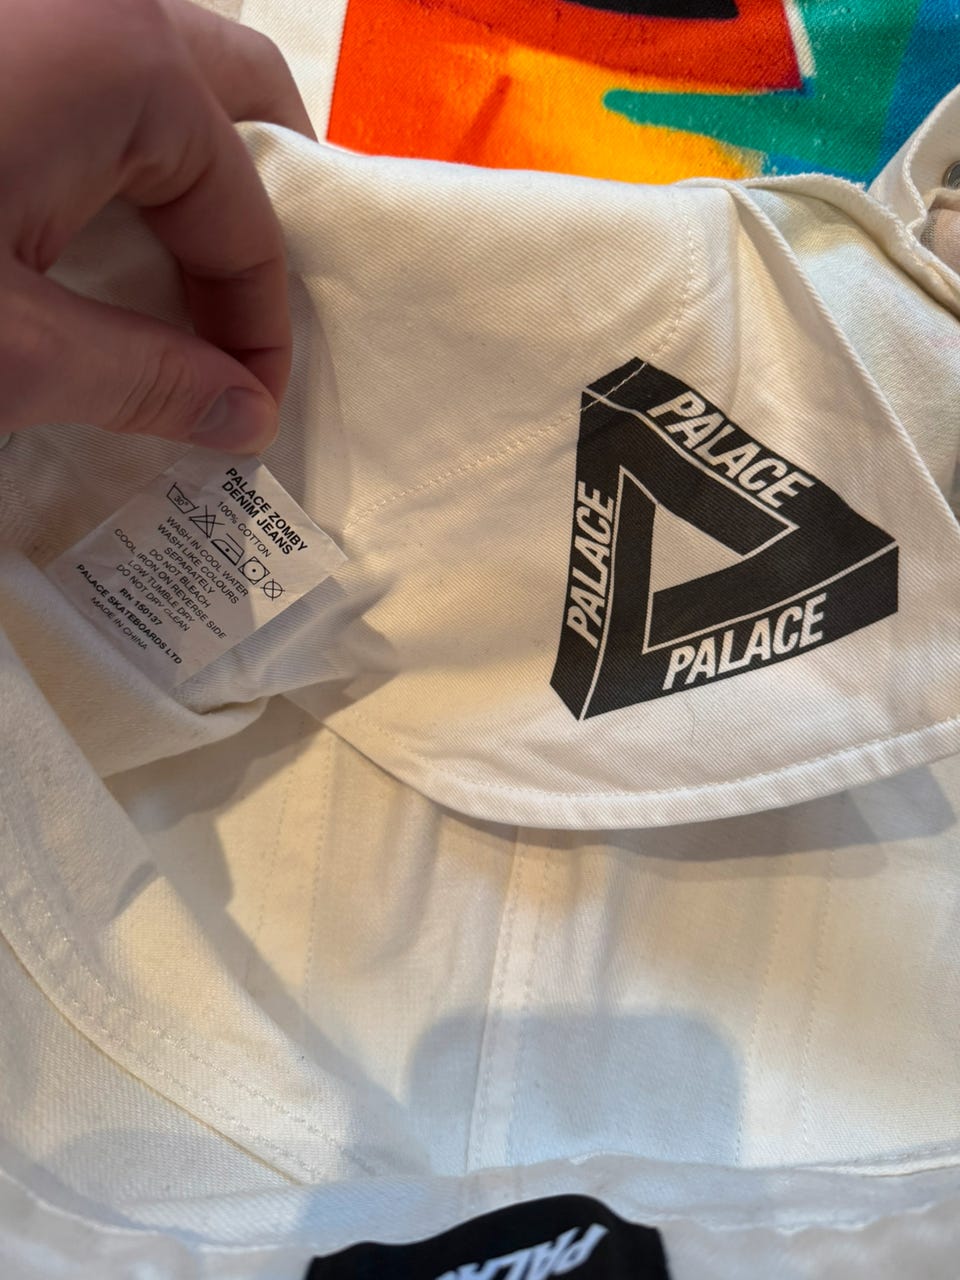 PALACE ZOMBY
DENIM JEANS
100% COTTON
30°
WASH IN COOL WATER
WASH LIKE COLOURS
SEPARATELY
DO NOT BLEACH
COOL IRON ON REVERSE SIDE
LOW TUMBLE DRY
DO NOT DRY CLEAN
RN 150137
PALACE SKATEBOARDS LTD
MADE IN CHINA
PALACE
PALACE
PALACE